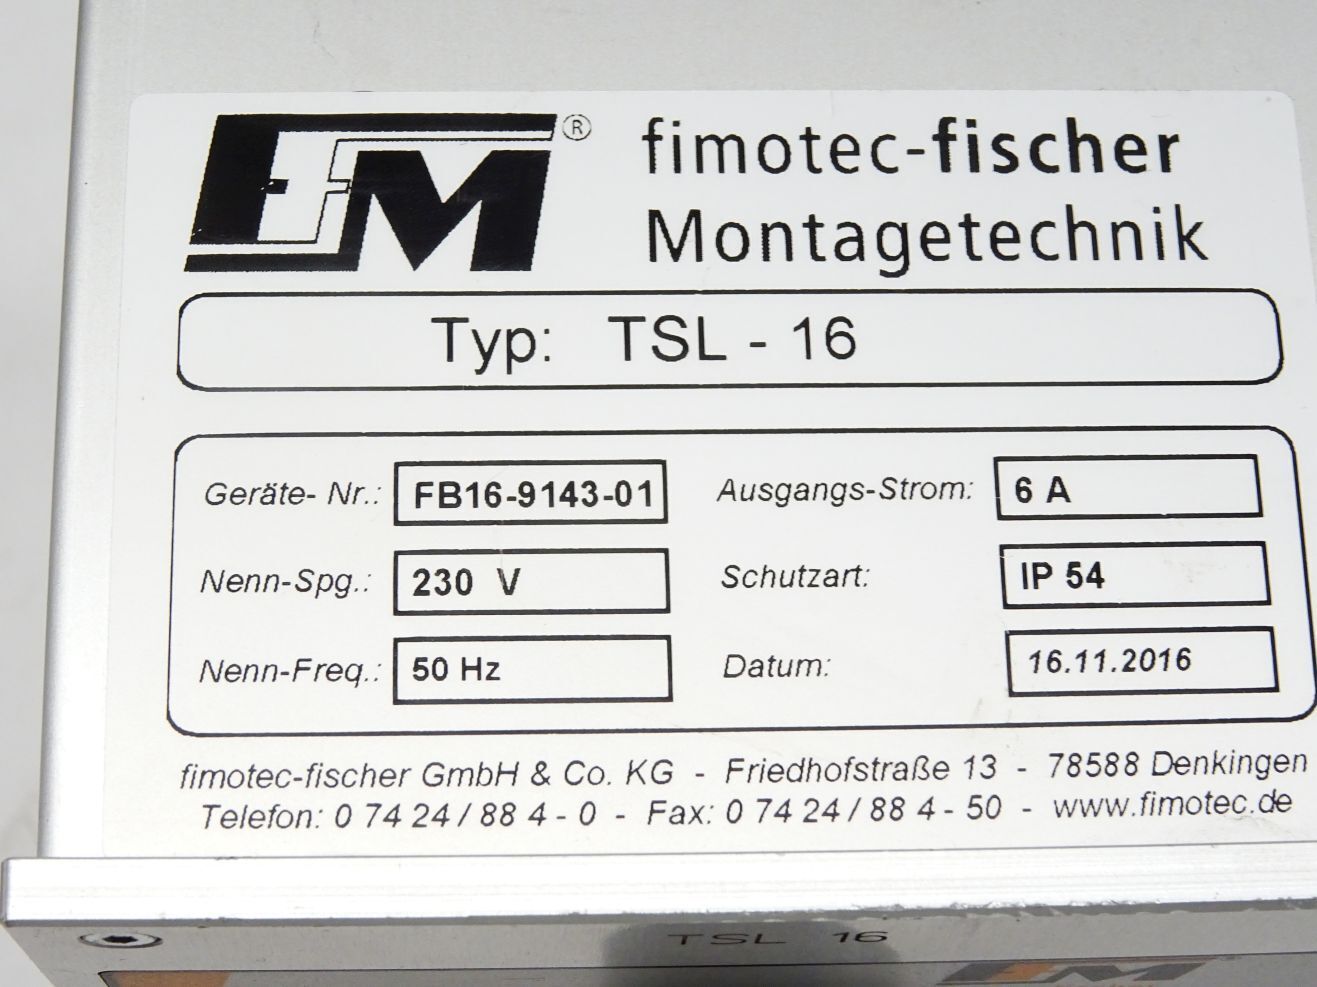 FM ® fimotec-fischer
Montagetechnik
Typ: TSL - 16
Geräte- Nr.: FB16-9143-01 Ausgangs-Strom: 6 A
Nenn-Spg.: 230 V Schutzart: IP 54
Nenn-Freq.: 50 Hz Datum: 16.11.2016
fimotec-fischer GmbH & Co. KG - Friedhofstraße 13 - 78588 Denkingen
Telefon: 0 74 24 / 88 4 - 0 - Fax: 0 74 24 / 88 4 - 50 - www.fimotec.de
TSL 16
FM